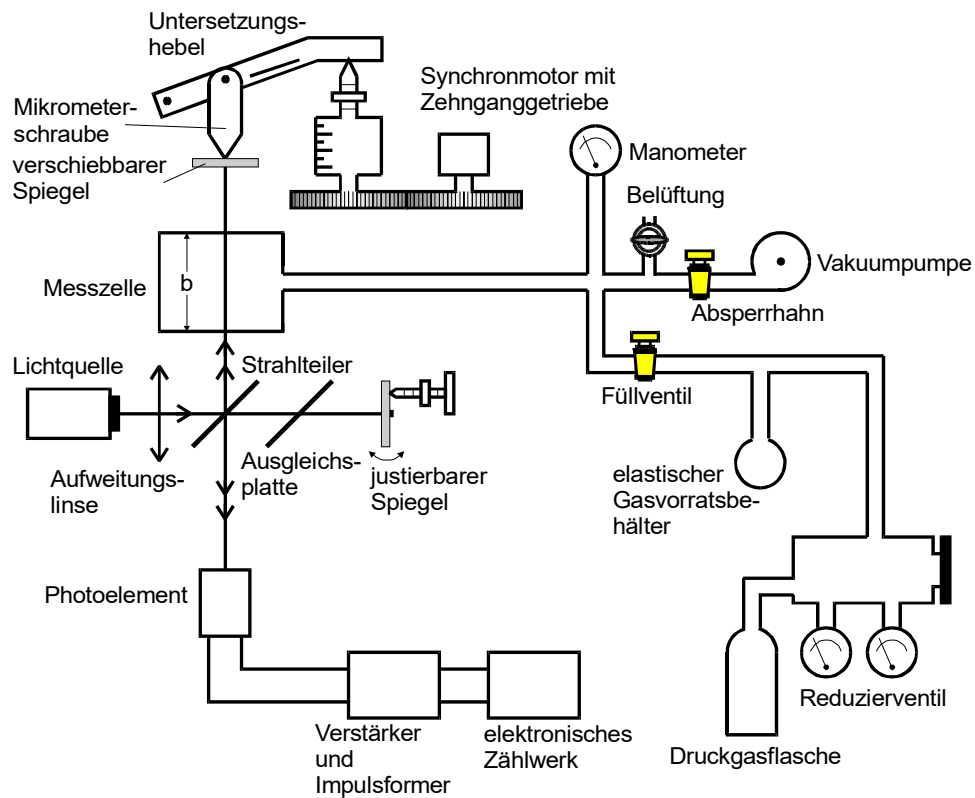 Untersetzungs-
hebel
Mikrometer-
schraube
verschiebbarer
Spiegel
Synchronmotor mit
Zehnganggetriebe
Manometer
Belüftung
Vakuumpumpe
Absperrhahn
Messzelle
b
Lichtquelle
Strahlteiler
Füllventil
Aufweitungs-
linse
Ausgleichs-
platte
justierbarer
Spiegel
elastischer
Gasvorratsbe-
hälter
Photoelement
Reduzierventil
Druckgasflasche
Verstärker
und
Impulsformer
elektronisches
Zählwerk